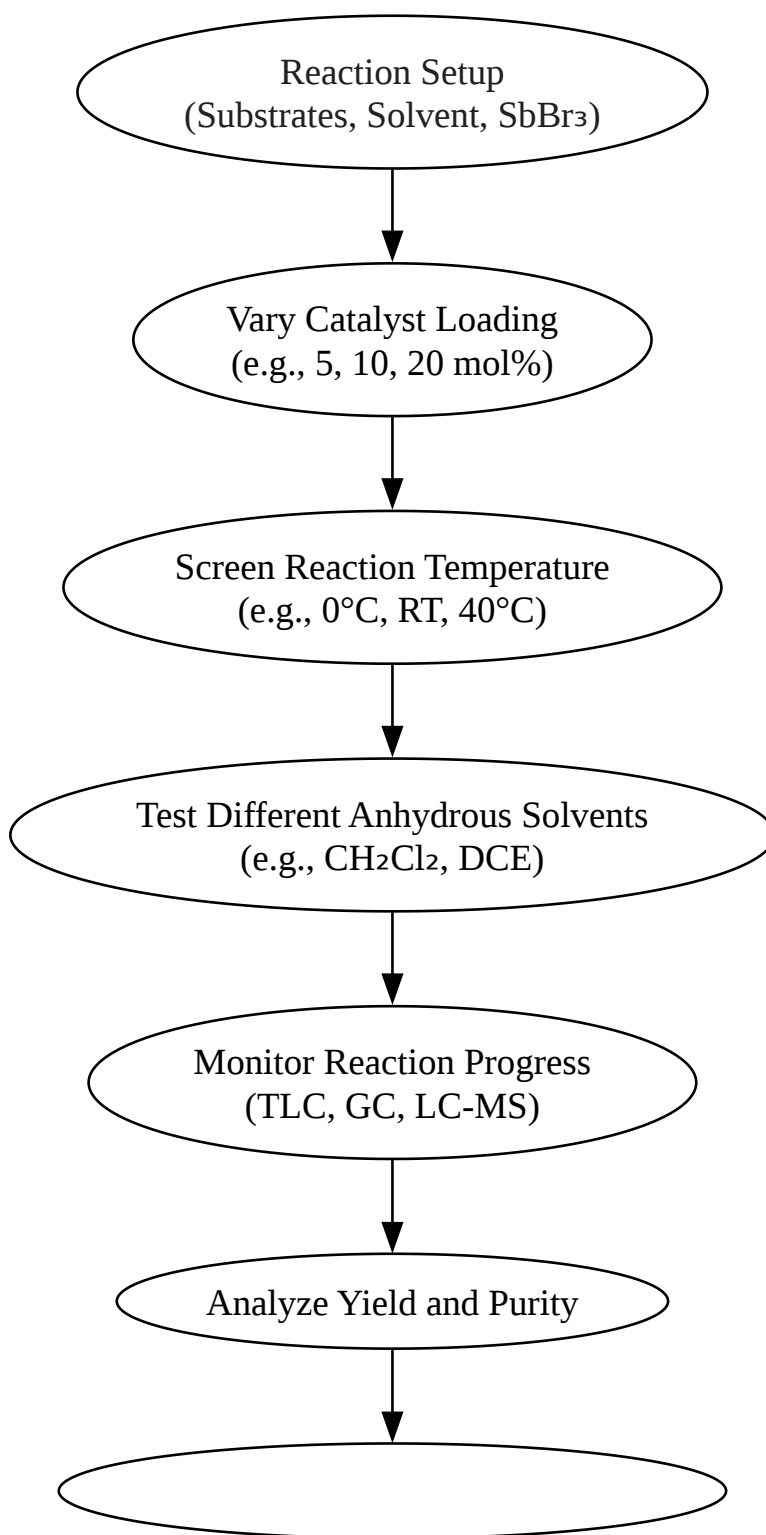 Reaction Setup
(Substrates, Solvent, SbBr₃)
Vary Catalyst Loading
(e.g., 5, 10, 20 mol%)
Screen Reaction Temperature
(e.g., 0°C, RT, 40°C)
Test Different Anhydrous Solvents
(e.g., CH₂Cl₂, DCE)
Monitor Reaction Progress
(TLC, GC, LC-MS)
Analyze Yield and Purity